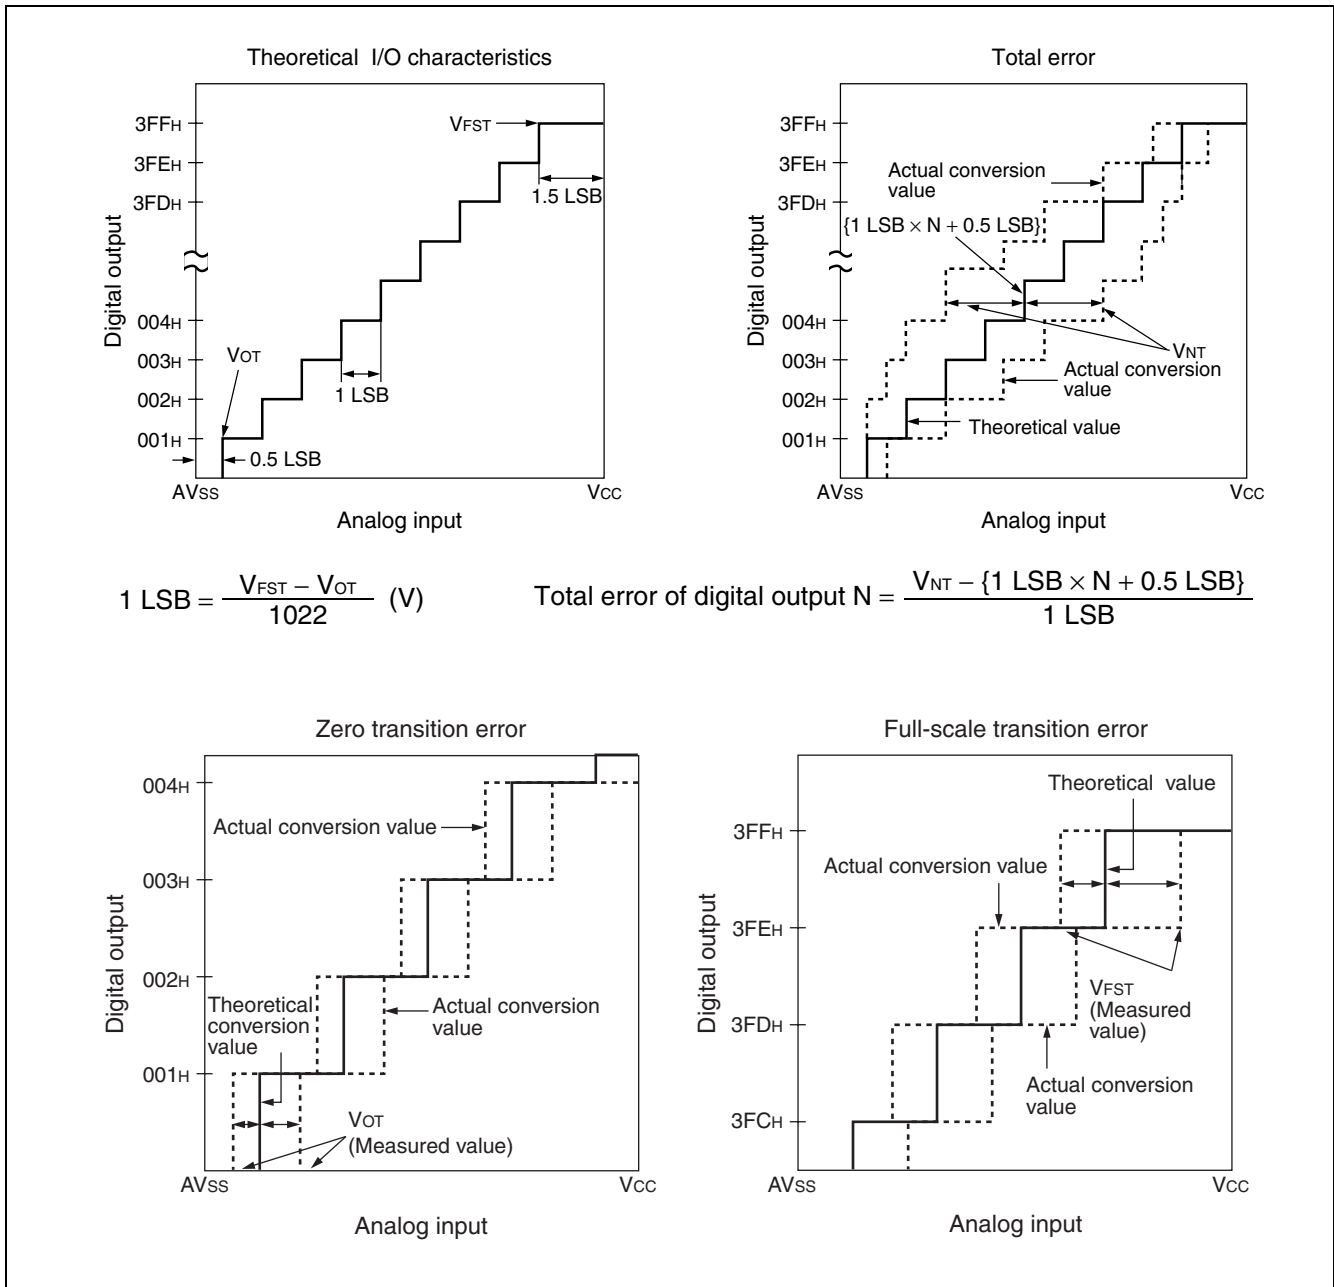 Theoretical I/O characteristics
3FFH
3FEH
3FDH
004H
003H
002H
001H
Digital output
VFST
1.5 LSB
VOT
1 LSB
0.5 LSB
AVSS
VCC
Analog input
Total error
3FFH
3FEH
3FDH
004H
003H
002H
001H
Digital output
Actual conversion
value
{1 LSB × N + 0.5 LSB}
VNT
Actual conversion
value
Theoretical value
AVSS
VCC
Analog input
1 LSB = VFST – VOT / 1022 (V)
Total error of digital output N = VNT – {1 LSB × N + 0.5 LSB} / 1 LSB
Zero transition error
004H
003H
002H
001H
Digital output
Actual conversion value
Theoretical
conversion
value
Actual conversion
value
VOT
(Measured value)
AVSS
VCC
Analog input
Full-scale transition error
3FFH
3FEH
3FDH
3FCH
Digital output
Theoretical value
Actual conversion value
VFST
(Measured
value)
Actual conversion
value
AVSS
VCC
Analog input